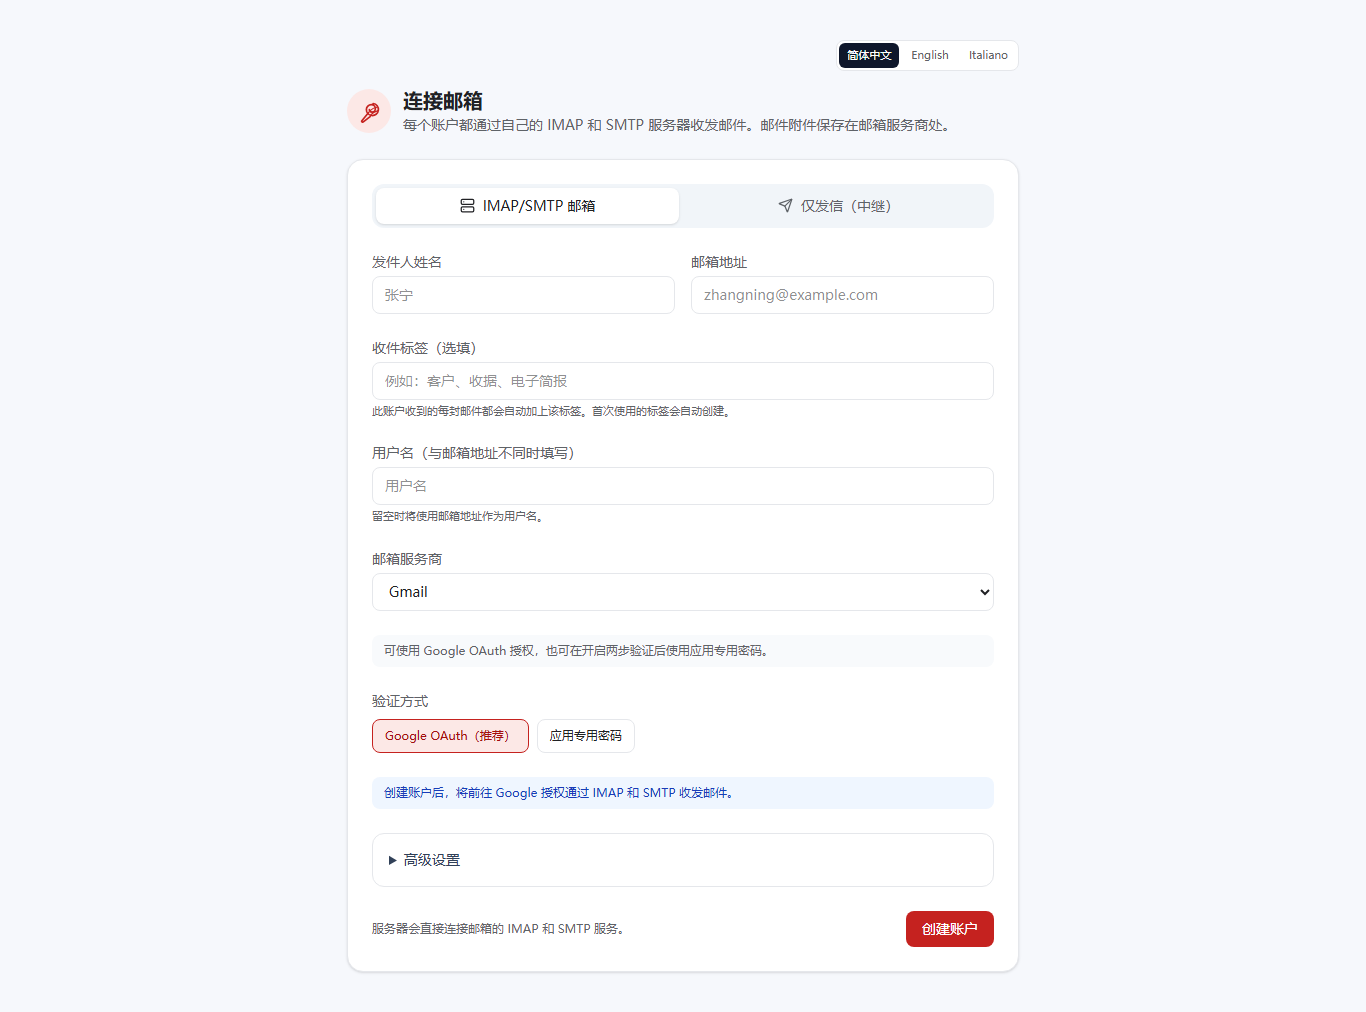 简体中文 English Italiano
连接邮箱
每个账户都通过自己的 IMAP 和 SMTP 服务器收发邮件。邮件附件保存在邮箱服务商处。
IMAP/SMTP 邮箱
仅发信（中继）
发件人姓名
张宁
邮箱地址
zhangning@example.com
收件标签（选填）
例如：客户、收据、电子简报
此账户收到的每封邮件都会自动加上该标签。首次使用的标签会自动创建。
用户名（与邮箱地址不同时填写）
用户名
留空时将使用邮箱地址作为用户名。
邮箱服务商
Gmail
可使用 Google OAuth 授权，也可在开启两步验证后使用应用专用密码。
验证方式
Google OAuth（推荐）
应用专用密码
创建账户后，将前往 Google 授权通过 IMAP 和 SMTP 收发邮件。
高级设置
服务器会直接连接邮箱的 IMAP 和 SMTP 服务。
创建账户